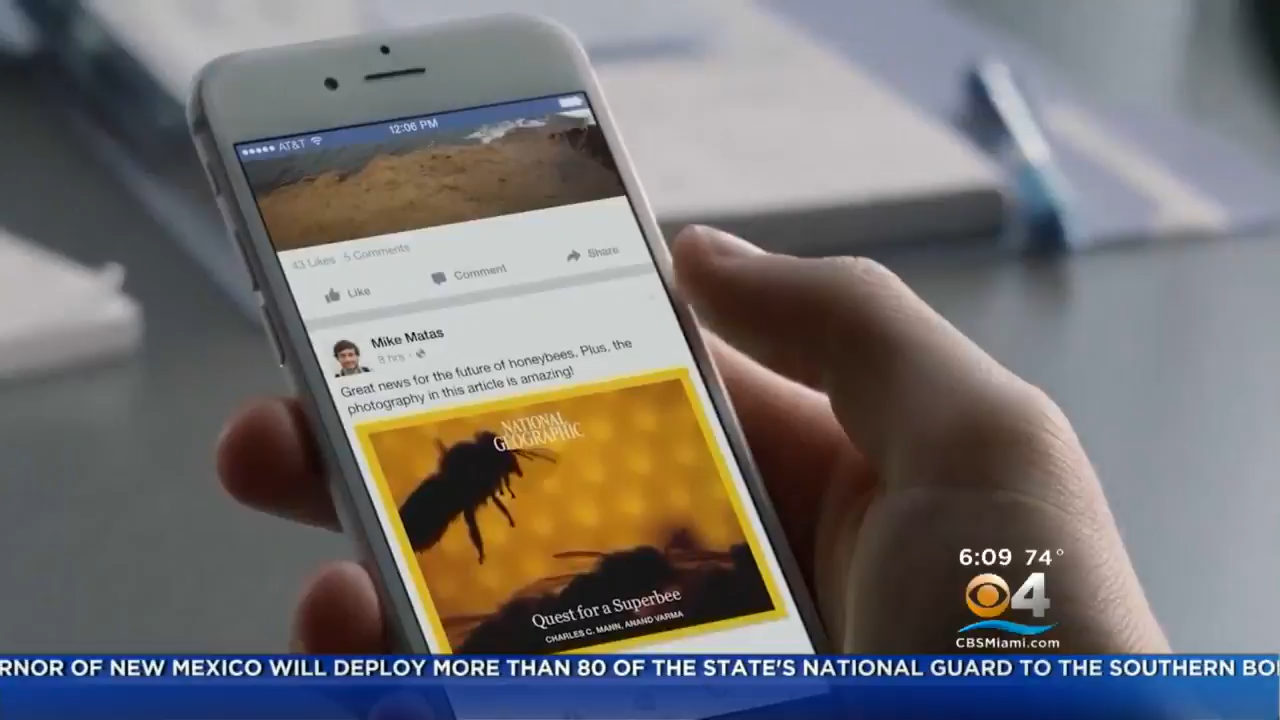 AT&T
12:06 PM
43 Likes 5 Comments
Like
Comment
Share
Mike Matas
8 hrs
Great news for the future of honeybees. Plus, the
photography in this article is amazing!
NATIONAL
GEOGRAPHIC
Quest for a Superbee
CHARLES C. MANN, ANAND VARMA
6:09 74°
4
CBSMiami.com
RNOR OF NEW MEXICO WILL DEPLOY MORE THAN 80 OF THE STATE'S NATIONAL GUARD TO THE SOUTHERN BO